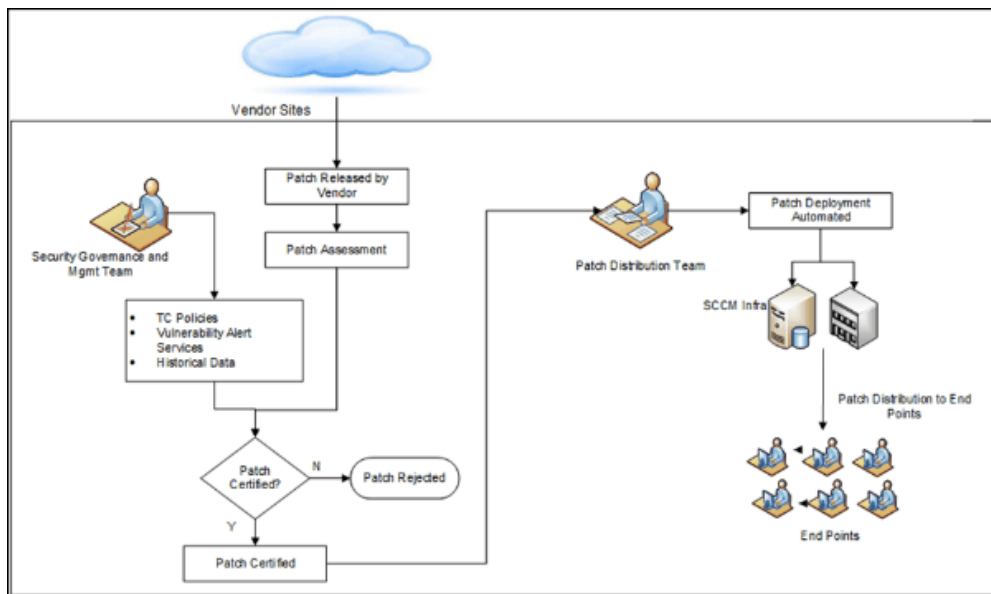 Vendor Sites
Patch Released by
Vendor
Patch Assessment
Security Governance and
Mgmt Team
• TC Policies
• Vulnerability Alert
Services
• Historical Data
Patch
Certified?
N
Patch Rejected
Y
Patch Certified
Patch Distribution Team
Patch Deployment
Automated
SCCM Infra
Patch Distribution to End
Points
End Points